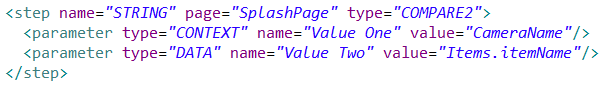 <step name="STRING" page="SplashPage" type="COMPARE2">
<parameter type="CONTEXT" name="Value One" value="CameraName"/>
<parameter type="DATA" name="Value Two" value="Items.itemName"/>
</step>